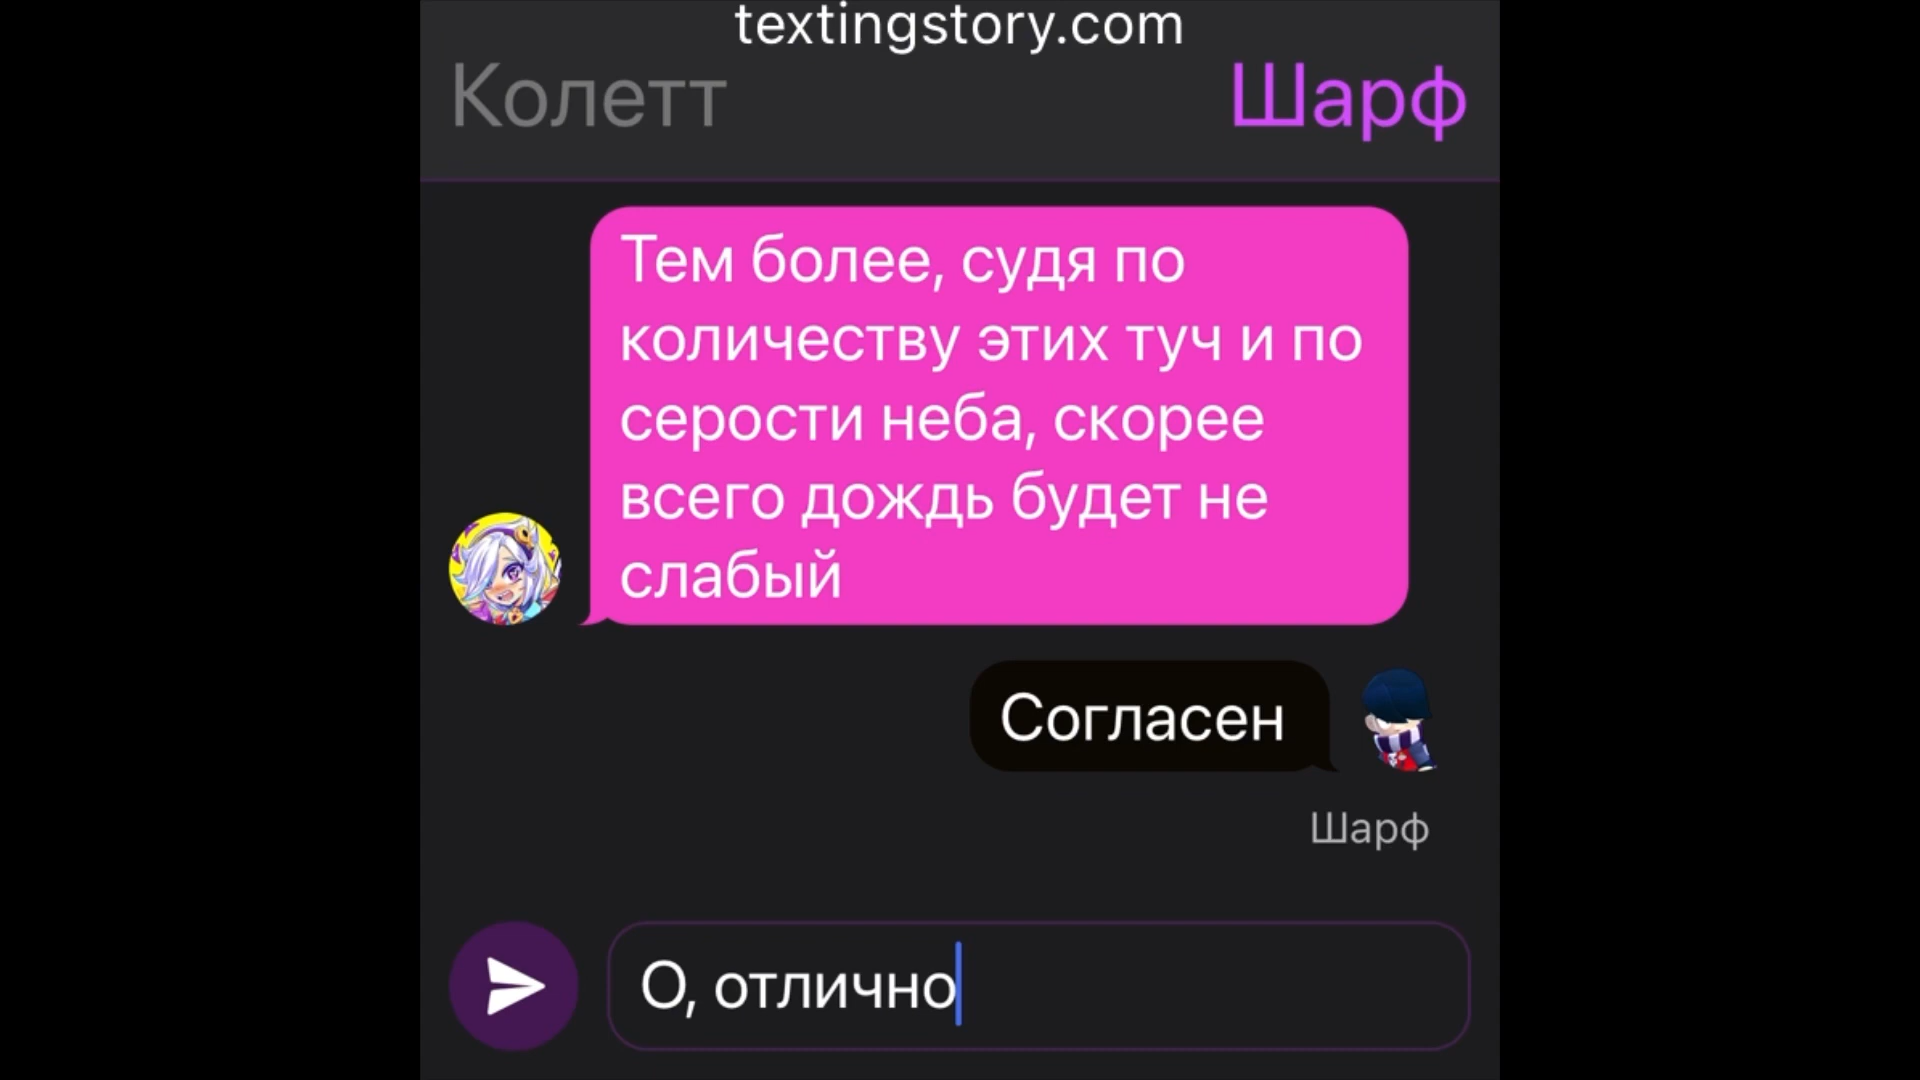 textingstory.com
Колетт
Шарф
Тем более, судя по
количеству этих туч и по
серости неба, скорее
всего дождь будет не
слабый
Согласен
Шарф
О, отлично